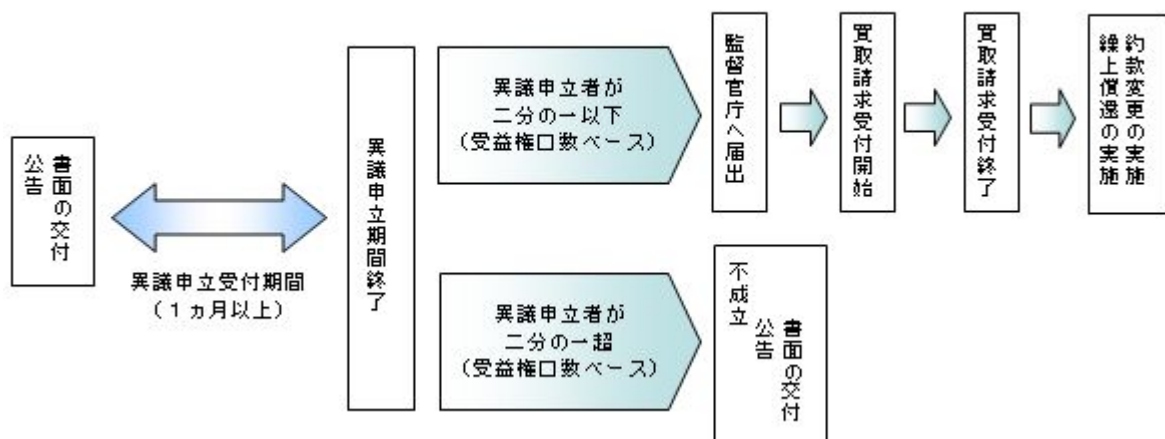 書面の交付
公告
異議申立受付期間
（１ヵ月以上）
異議申立期間終了
異議申立者が
二分の一以下
（受益権口数ベース）
監督官庁へ届出
買取請求受付開始
買取請求受付終了
約款変更の実施
繰上償還の実施
異議申立者が
二分の一超
（受益権口数ベース）
不成立
書面の交付
公告